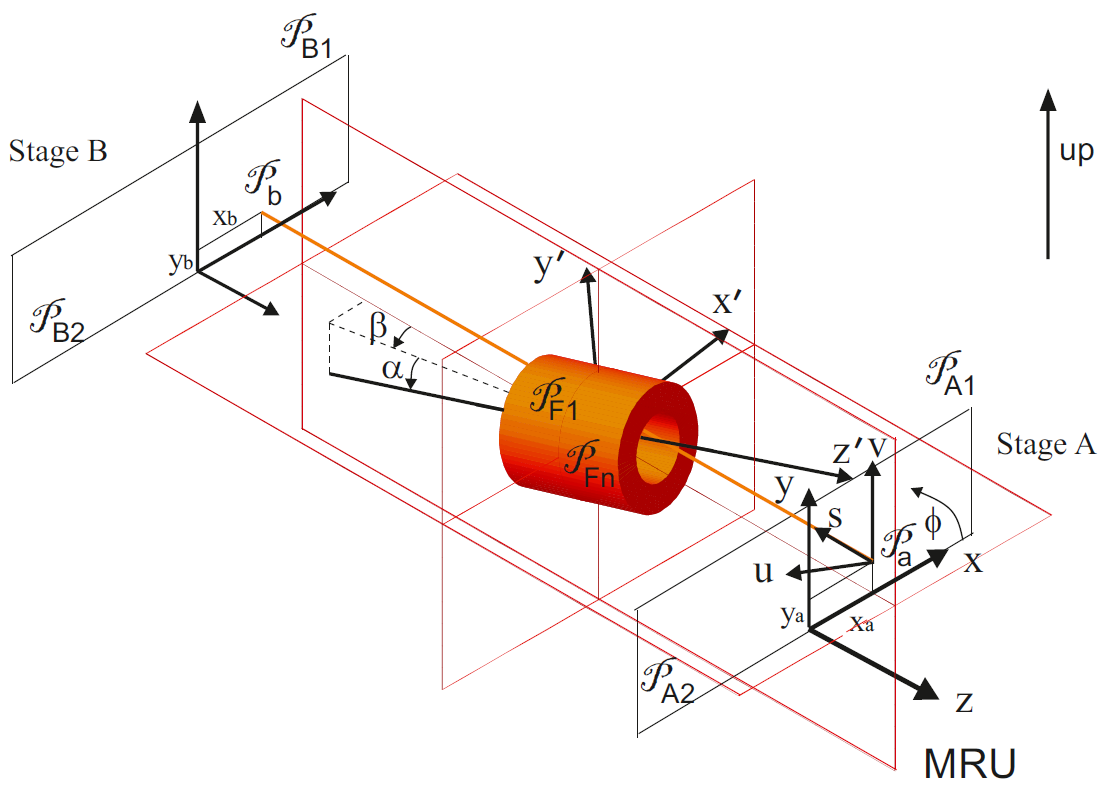 𝒫B1
Stage B
up
𝒫b
xb
yb
y′
x′
𝒫B2
β
α
𝒫A1
𝒫F1
Stage A
𝒫Fn
z′
v
y
s
ϕ
𝒫a
x
u
ya
xa
𝒫A2
z
MRU